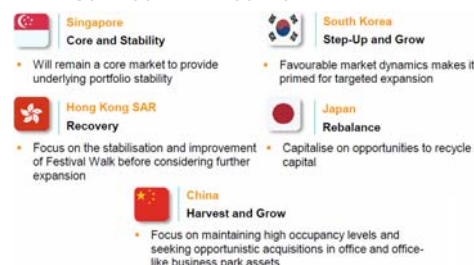 Singapore
Core and Stability
• Will remain a core market to provide
underlying portfolio stability
South Korea
Step-Up and Grow
• Favourable market dynamics makes it
primed for targeted expansion
Hong Kong SAR
Recovery
• Focus on the stabilisation and improvement
of Festival Walk before considering further
expansion
Japan
Rebalance
• Capitalise on opportunities to recycle
capital
China
Harvest and Grow
• Focus on maintaining high occupancy levels and
seeking opportunistic acquisitions in office and office-
like business park assets